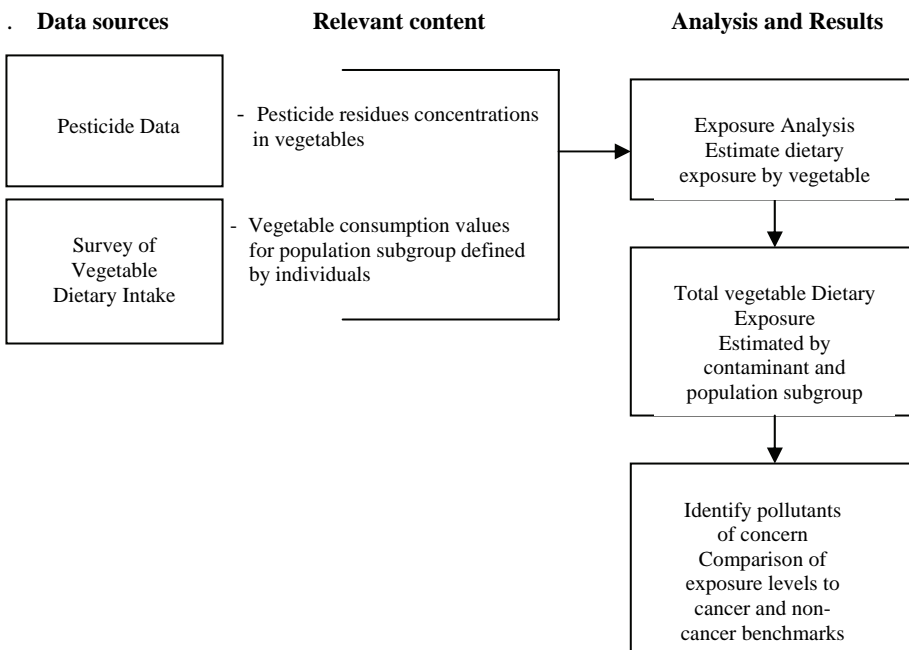 . Data sources
Relevant content
Analysis and Results
Pesticide Data
- Pesticide residues concentrations
in vegetables
Survey of
Vegetable
Dietary Intake
- Vegetable consumption values
for population subgroup defined
by individuals
Exposure Analysis
Estimate dietary
exposure by vegetable
Total vegetable Dietary
Exposure
Estimated by
contaminant and
population subgroup
Identify pollutants
of concern
Comparison of
exposure levels to
cancer and non-
cancer benchmarks